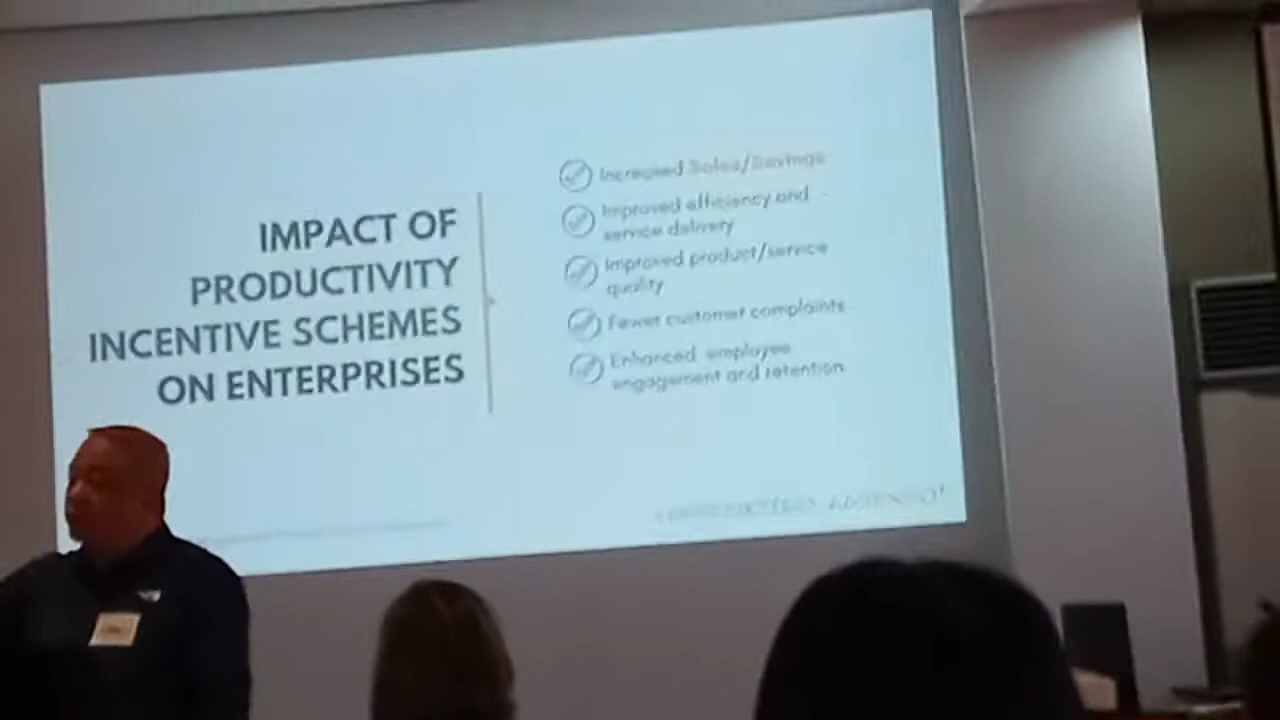 IMPACT OF
PRODUCTIVITY
INCENTIVE SCHEMES
ON ENTERPRISES
Increased Sales/Savings
Improved efficiency and
service delivery
Improved product/service
quality
Fewer customer complaints
Enhanced employee
engagement and retention